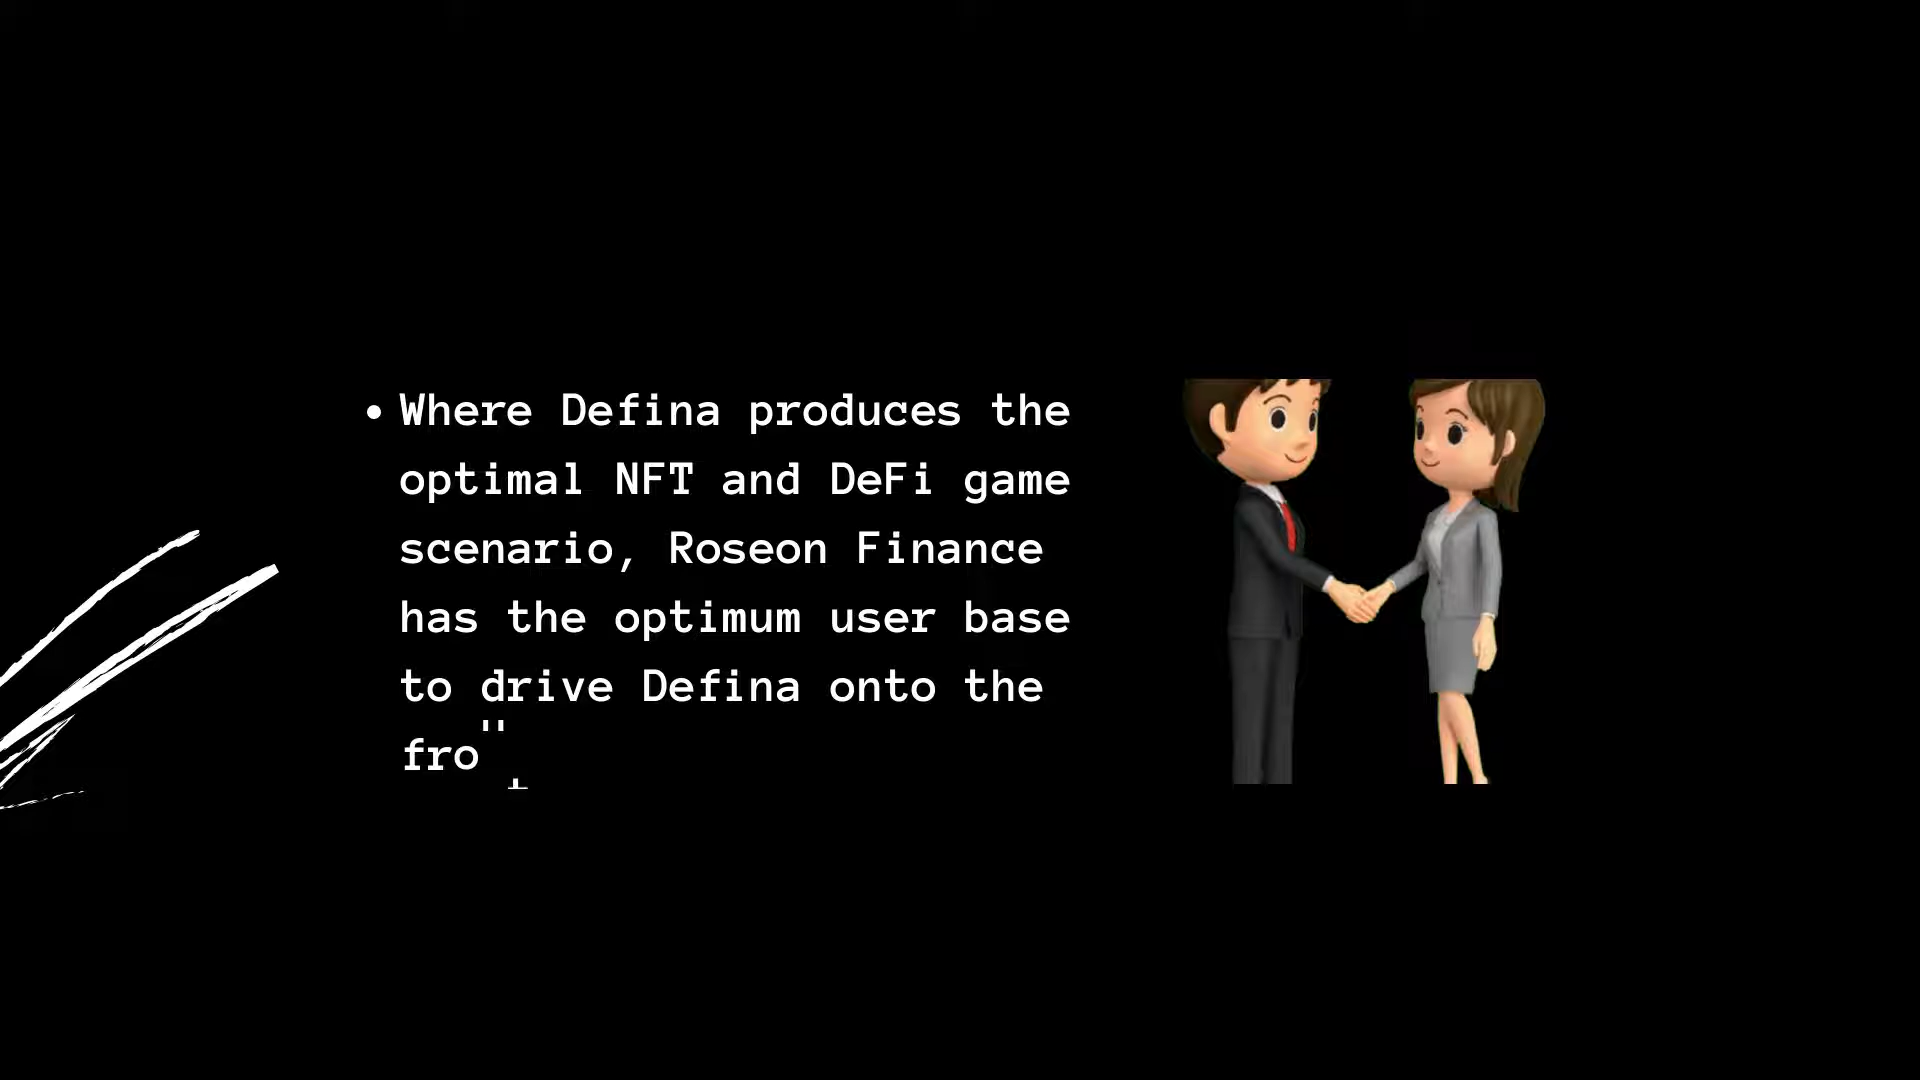 • Where Defina produces the
optimal NFT and DeFi game
scenario, Roseon Finance
has the optimum user base
to drive Defina onto the
fro